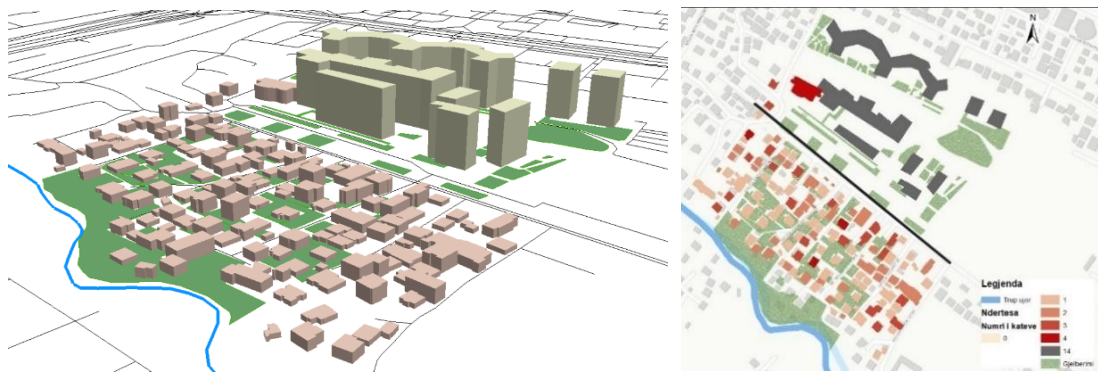 N
Legjenda
Trup ujor
Ndertesa
Numri i kateve
0
1
2
3
4
14
Gjelberimi